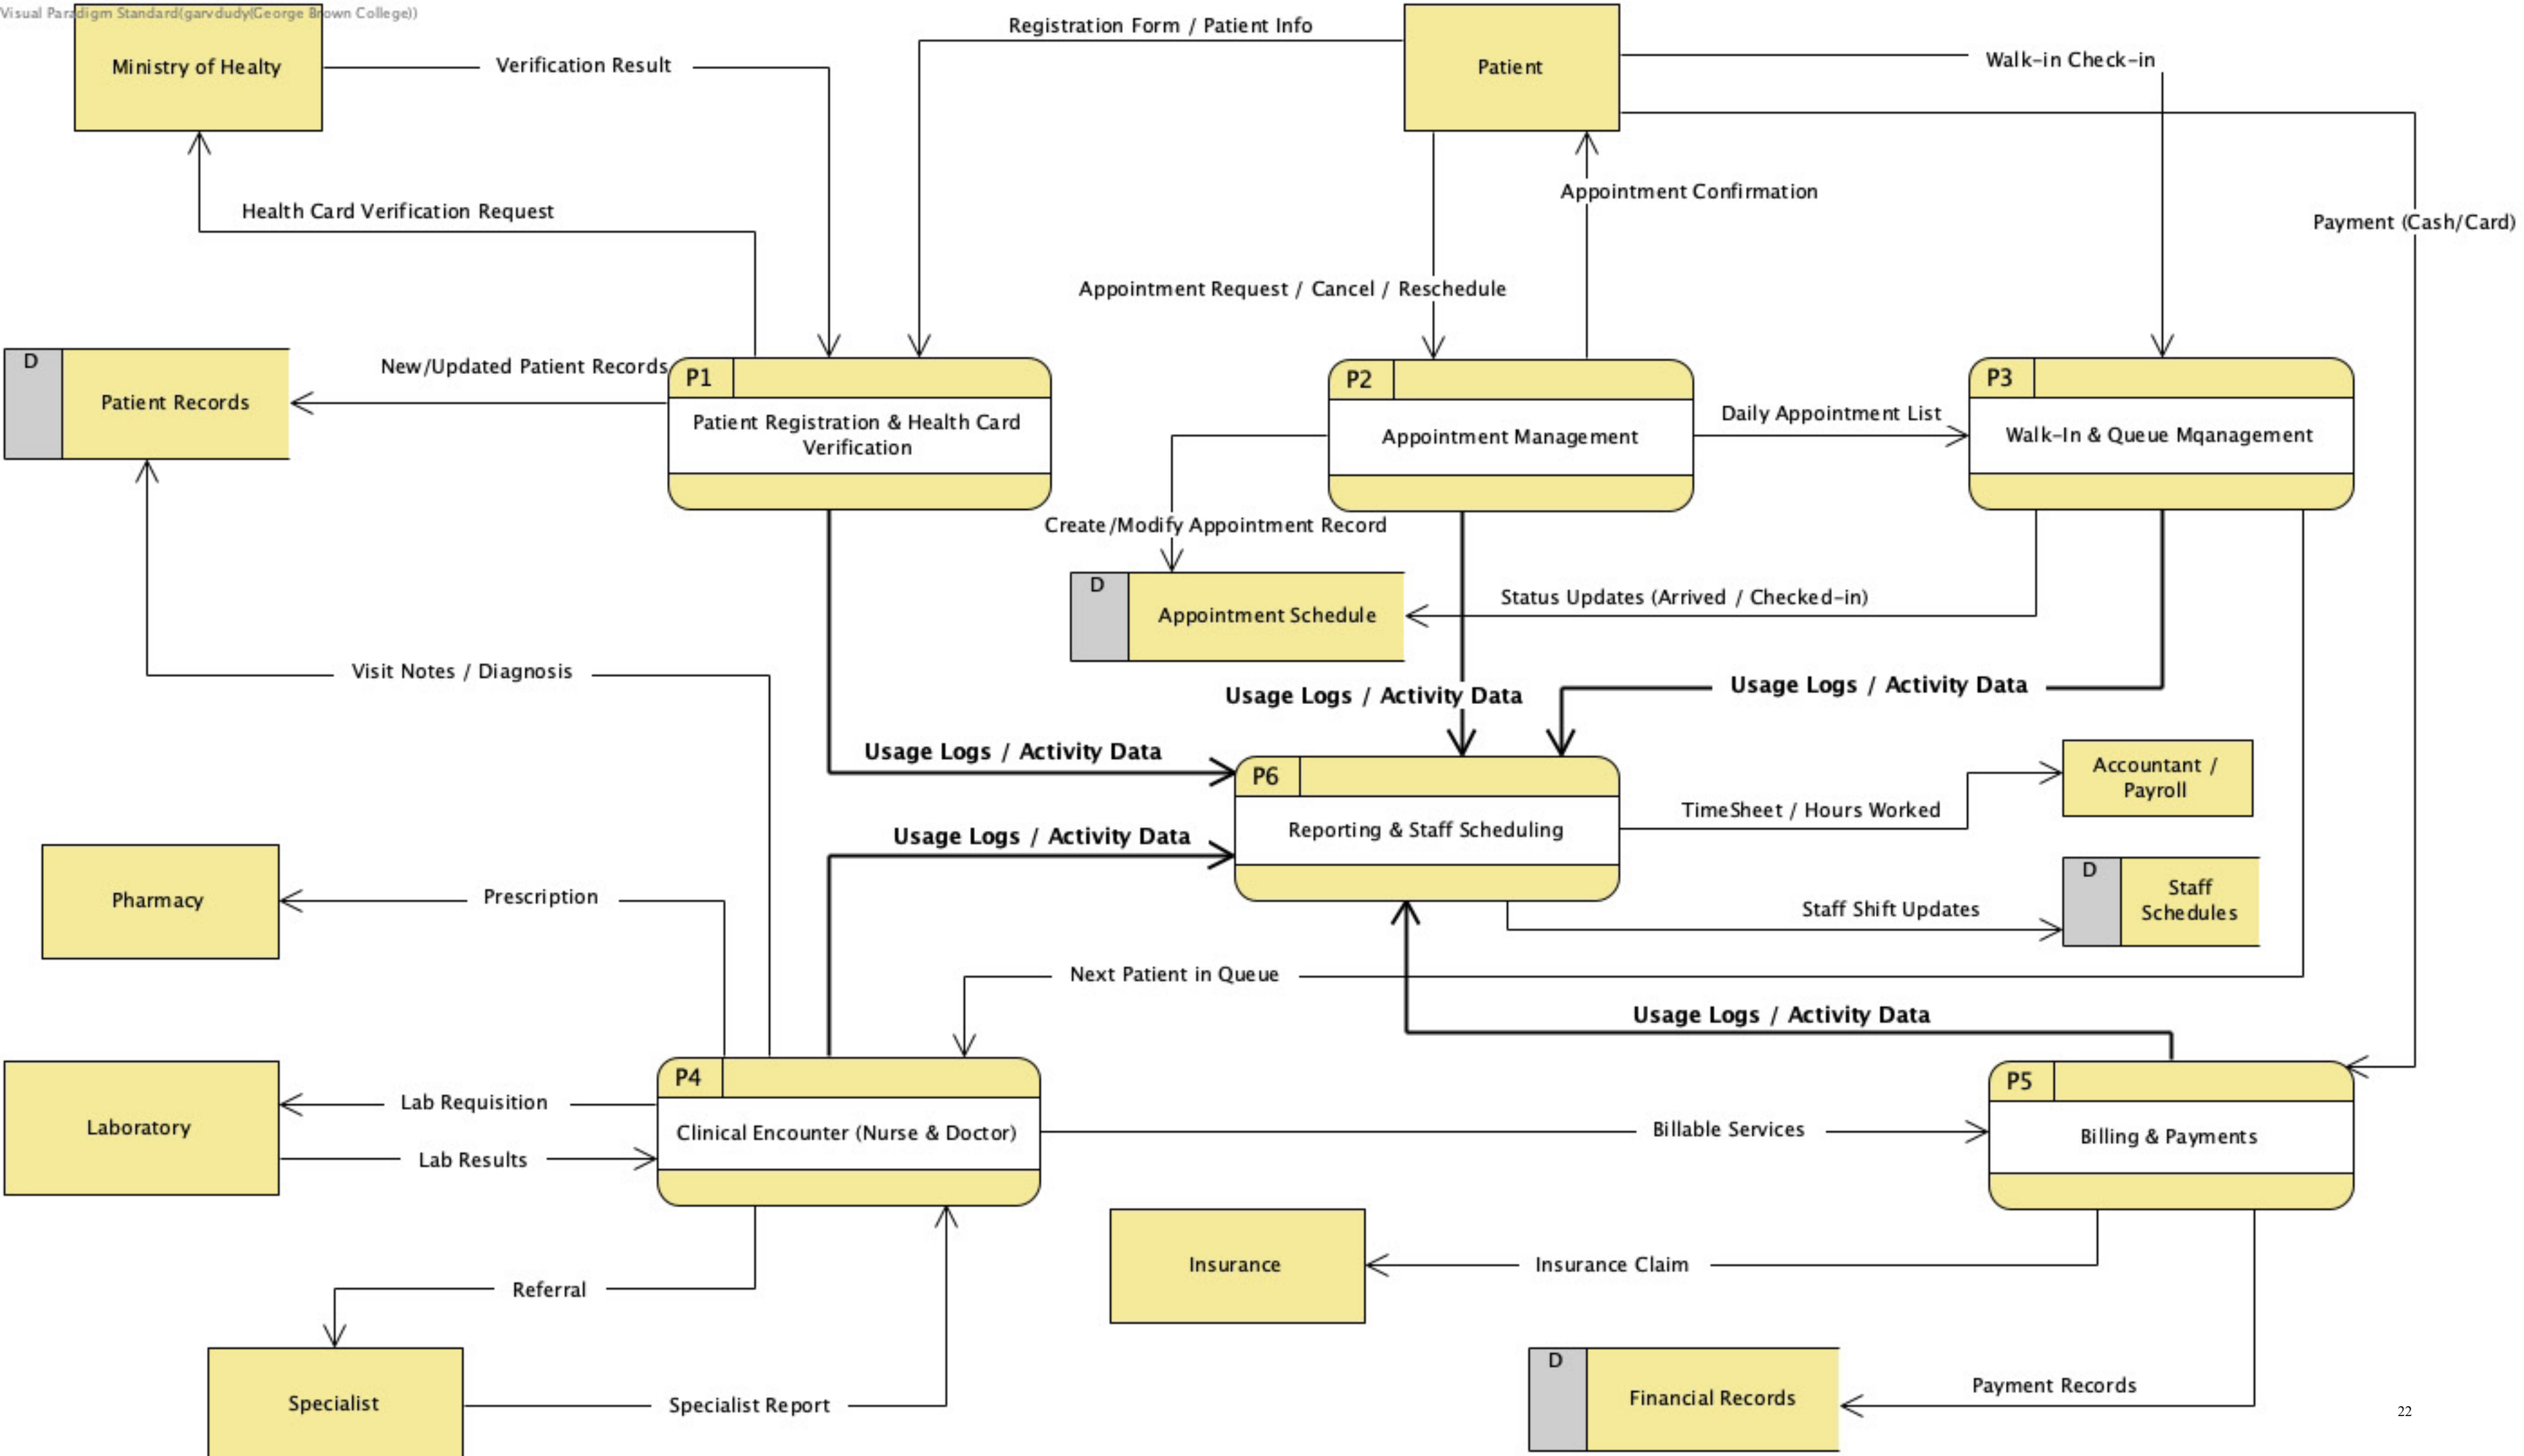 Visual Paradigm Standard(garvdudy(George Brown College))
Ministry of Healty
Verification Result
Registration Form / Patient Info
Patient
Walk-in Check-in
Health Card Verification Request
Appointment Confirmation
Payment (Cash/Card)
Appointment Request / Cancel / Reschedule
D
Patient Records
New/Updated Patient Records
P1
Patient Registration & Health Card
Verification
P2
Appointment Management
Daily Appointment List
P3
Walk-In & Queue Mqanagement
Create/Modify Appointment Record
D
Appointment Schedule
Status Updates (Arrived / Checked-in)
Visit Notes / Diagnosis
Usage Logs / Activity Data
Usage Logs / Activity Data
Usage Logs / Activity Data
P6
Reporting & Staff Scheduling
Accountant /
Payroll
TimeSheet / Hours Worked
Usage Logs / Activity Data
Pharmacy
Prescription
D
Staff
Schedules
Staff Shift Updates
Next Patient in Queue
Usage Logs / Activity Data
Laboratory
Lab Requisition
Lab Results
P4
Clinical Encounter (Nurse & Doctor)
Billable Services
P5
Billing & Payments
Insurance
Insurance Claim
Referral
Specialist
Specialist Report
D
Financial Records
Payment Records
22